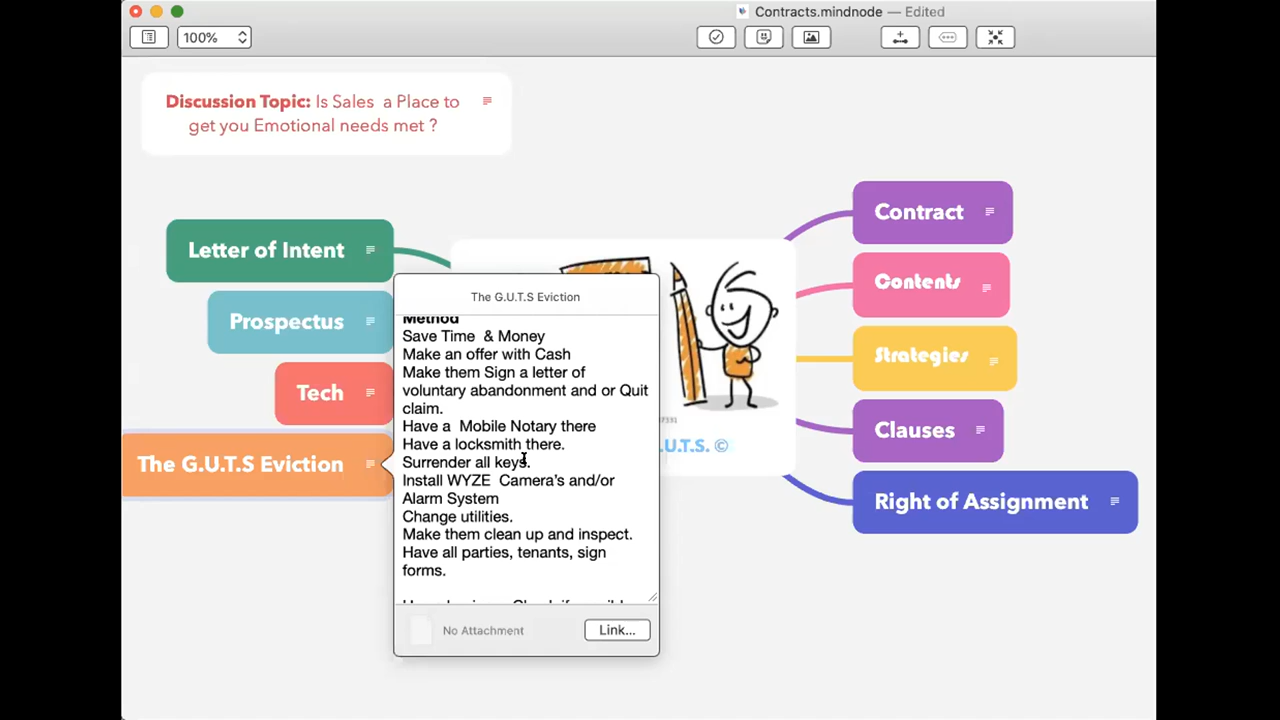 Contracts.mindnode — Edited
100%
Discussion Topic: Is Sales a Place to
get you Emotional needs met ?
Letter of Intent
Prospectus
Tech
The G.U.T.S Eviction
The G.U.T.S Eviction
Method
Save Time & Money
Make an offer with Cash
Make them Sign a letter of
voluntary abandonment and or Quit
claim.
Have a Mobile Notary there
Have a locksmith there.
Surrender all keys.
Install WYZE Camera's and/or
Alarm System
Change utilities.
Make them clean up and inspect.
Have all parties, tenants, sign
forms.
No Attachment
Link...
.U.T.S. ©
Contract
Contents
Strategies
Clauses
Right of Assignment